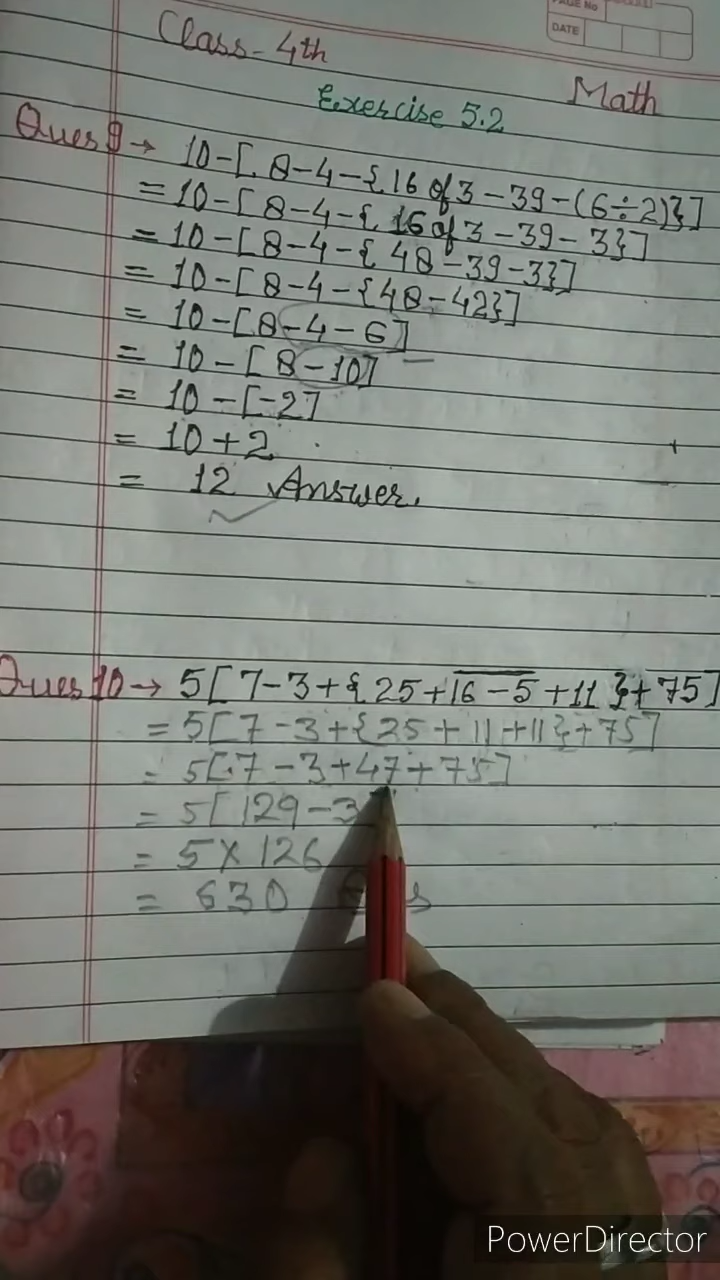 PAGE No
DATE
Class - 4th
Math
Exercise 5.2
Ques 9 → 10-[8-4-{16 of 3-39-(6÷2)}]
=10-[8-4-{16 of 3-39-3}]
=10-[8-4-{48-39-3}]
=10-[8-4-{48-42}]
= 10-[8-4-6]
= 10-[8-10]
= 10-[-2]
= 10+2
= 12 Answer.
Ques 10 → 5[7-3+{25+16-5+11}+75]
=5[7-3+{25+11+11}+75]
= 5[7-3+47+75]
= 5[129-3
= 5×126
= 630
PowerDirector